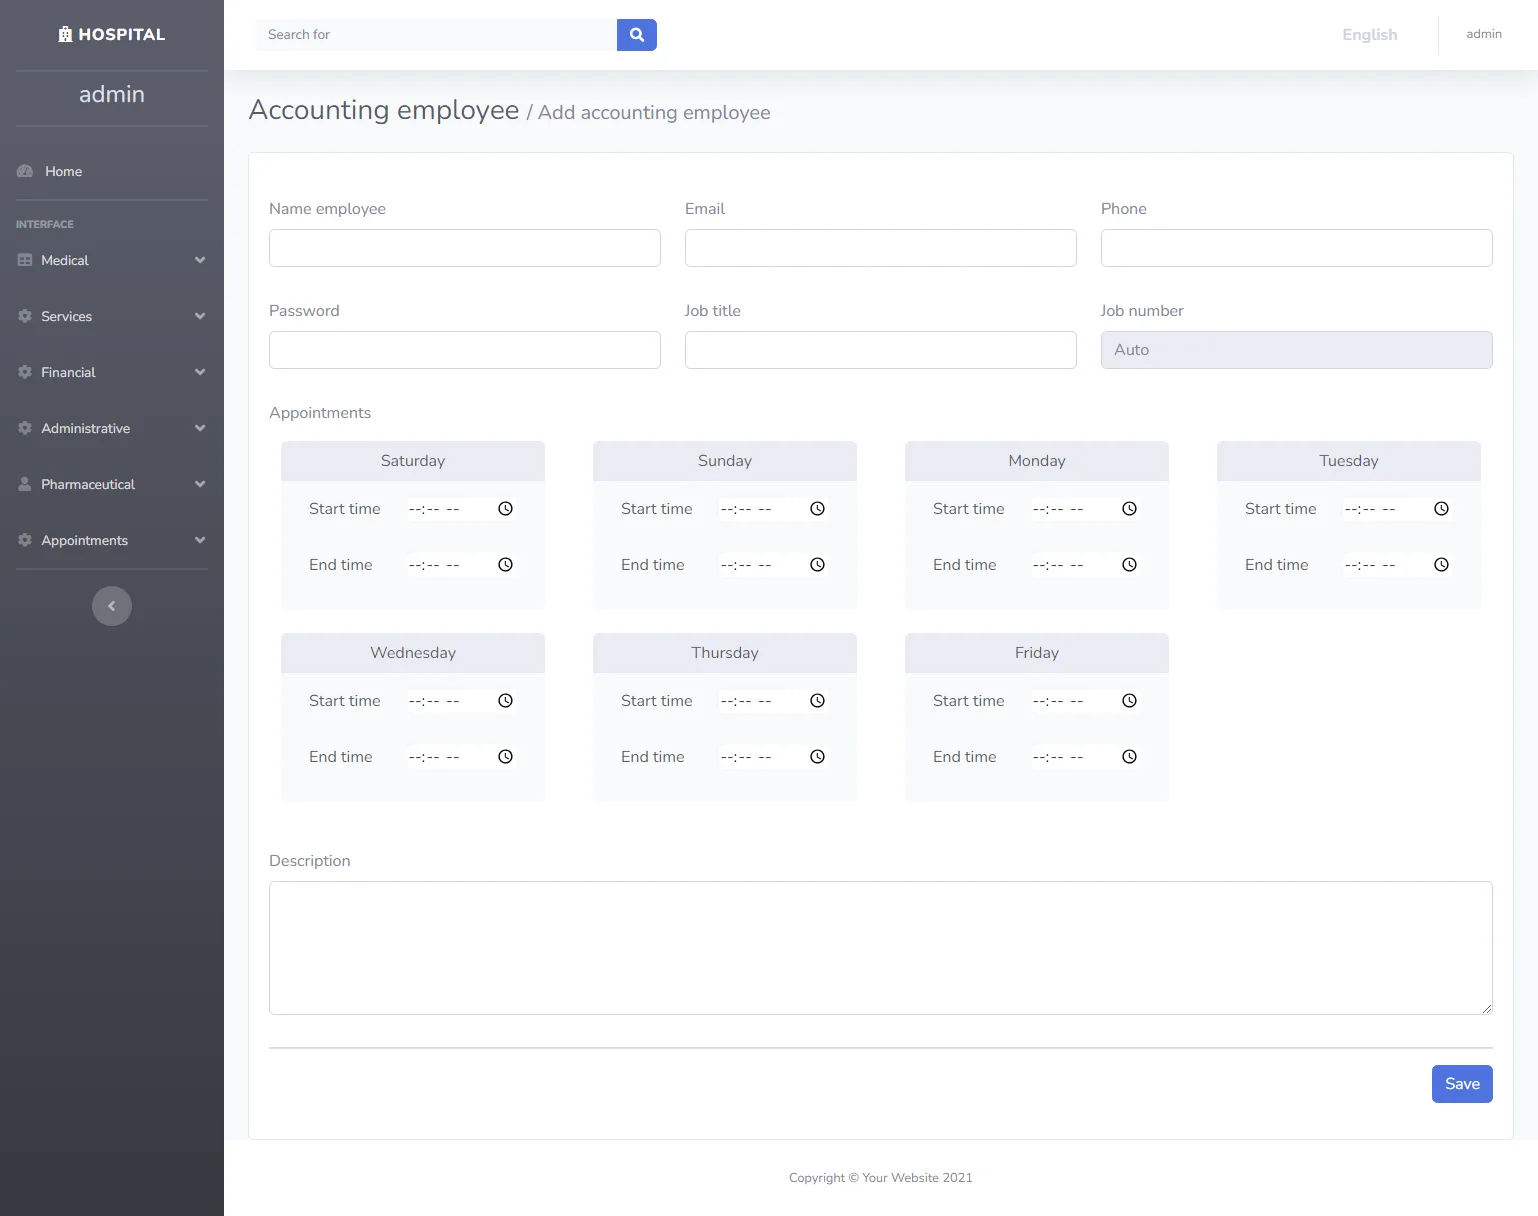 HOSPITAL
admin
Home
INTERFACE
Medical
Services
Financial
Administrative
Pharmaceutical
Appointments
Search for
English
admin
Accounting employee / Add accounting employee
Name employee
Email
Phone
Password
Job title
Job number
Auto
Appointments
Saturday
Start time --:-- --
End time --:-- --
Sunday
Start time --:-- --
End time --:-- --
Monday
Start time --:-- --
End time --:-- --
Tuesday
Start time --:-- --
End time --:-- --
Wednesday
Start time --:-- --
End time --:-- --
Thursday
Start time --:-- --
End time --:-- --
Friday
Start time --:-- --
End time --:-- --
Description
Save
Copyright © Your Website 2021